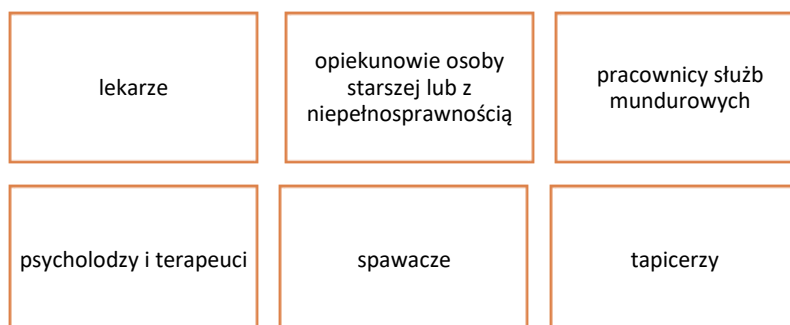 lekarze
opiekunowie osoby
starszej lub z
niepełnosprawnością
pracownicy służb
mundurowych
psycholodzy i terapeuci
spawacze
tapicerzy